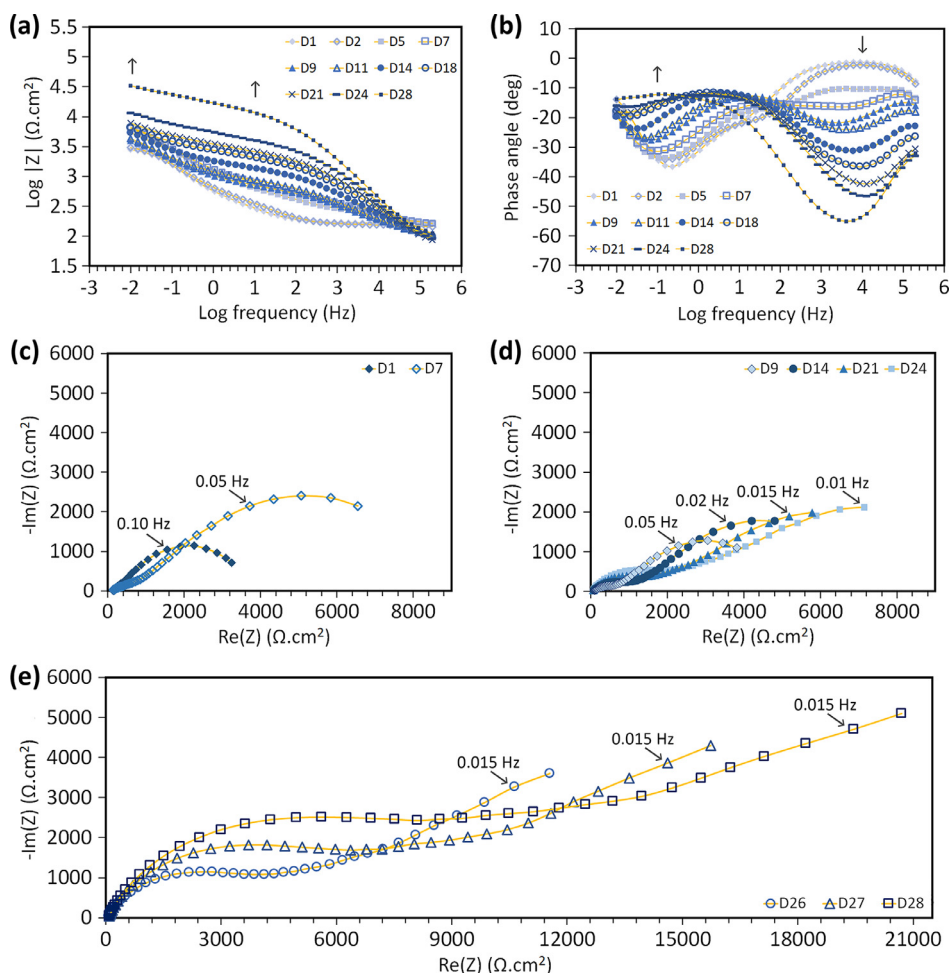 (a)
5.5
5
4.5
4
3.5
3
2.5
2
1.5
Log |Z| (Ω.cm²)
D1 D2 D5 D7
D9 D11 D14 D18
D21 D24 D28
-3 -2 -1 0 1 2 3 4 5 6
Log frequency (Hz)
(b)
10
0
-10
-20
-30
-40
-50
-60
-70
Phase angle (deg)
D1 D2 D5 D7
D9 D11 D14 D18
D21 D24 D28
-3 -2 -1 0 1 2 3 4 5 6
Log frequency (Hz)
(c)
6000
5000
4000
3000
2000
1000
0
-Im(Z) (Ω.cm²)
D1 D7
0.05 Hz
0.10 Hz
0 2000 4000 6000 8000
Re(Z) (Ω.cm²)
(d)
6000
5000
4000
3000
2000
1000
0
-Im(Z) (Ω.cm²)
D9 D14 D21 D24
0.01 Hz
0.015 Hz
0.02 Hz
0.05 Hz
0 2000 4000 6000 8000
Re(Z) (Ω.cm²)
(e)
6000
5000
4000
3000
2000
1000
0
-Im(Z) (Ω.cm²)
0.015 Hz
0.015 Hz
0.015 Hz
D26 D27 D28
0 3000 6000 9000 12000 15000 18000 21000
Re(Z) (Ω.cm²)